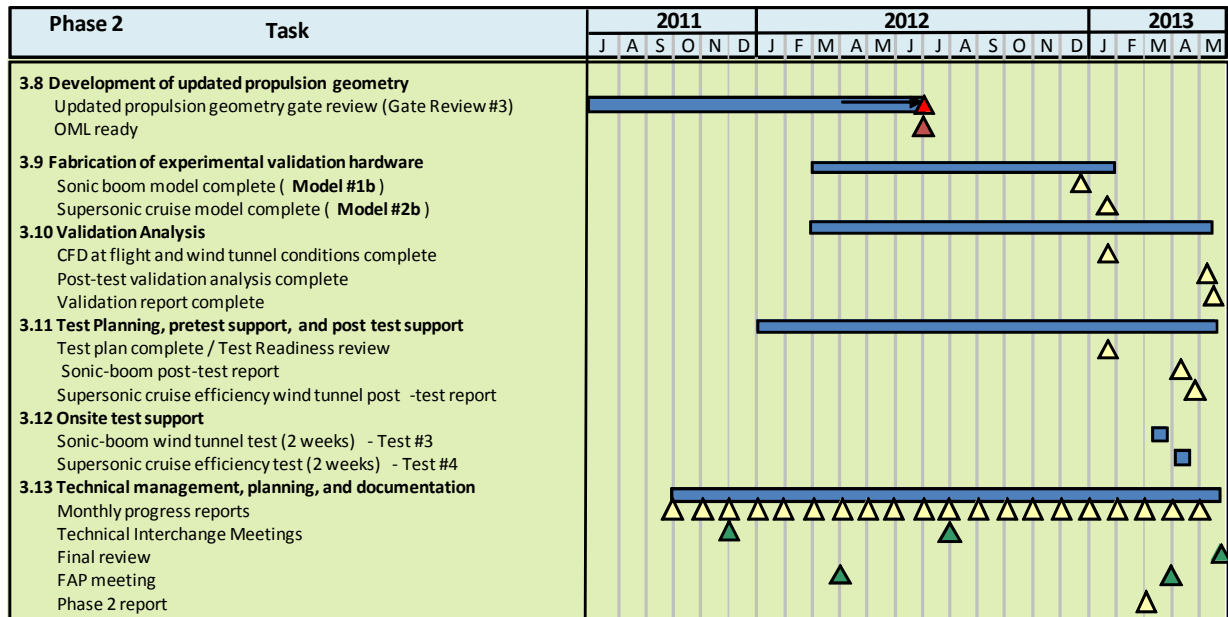 Phase 2 Task 2011 2012 2013
J A S O N D J F M A M J J A S O N D J F M A M
3.8 Development of updated propulsion geometry
Updated propulsion geometry gate review (Gate Review #3)
OML ready
3.9 Fabrication of experimental validation hardware
Sonic boom model complete ( Model #1b )
Supersonic cruise model complete ( Model #2b )
3.10 Validation Analysis
CFD at flight and wind tunnel conditions complete
Post-test validation analysis complete
Validation report complete
3.11 Test Planning, pretest support, and post test support
Test plan complete / Test Readiness review
Sonic-boom post-test report
Supersonic cruise efficiency wind tunnel post -test report
3.12 Onsite test support
Sonic-boom wind tunnel test (2 weeks) - Test #3
Supersonic cruise efficiency test (2 weeks) - Test #4
3.13 Technical management, planning, and documentation
Monthly progress reports
Technical Interchange Meetings
Final review
FAP meeting
Phase 2 report